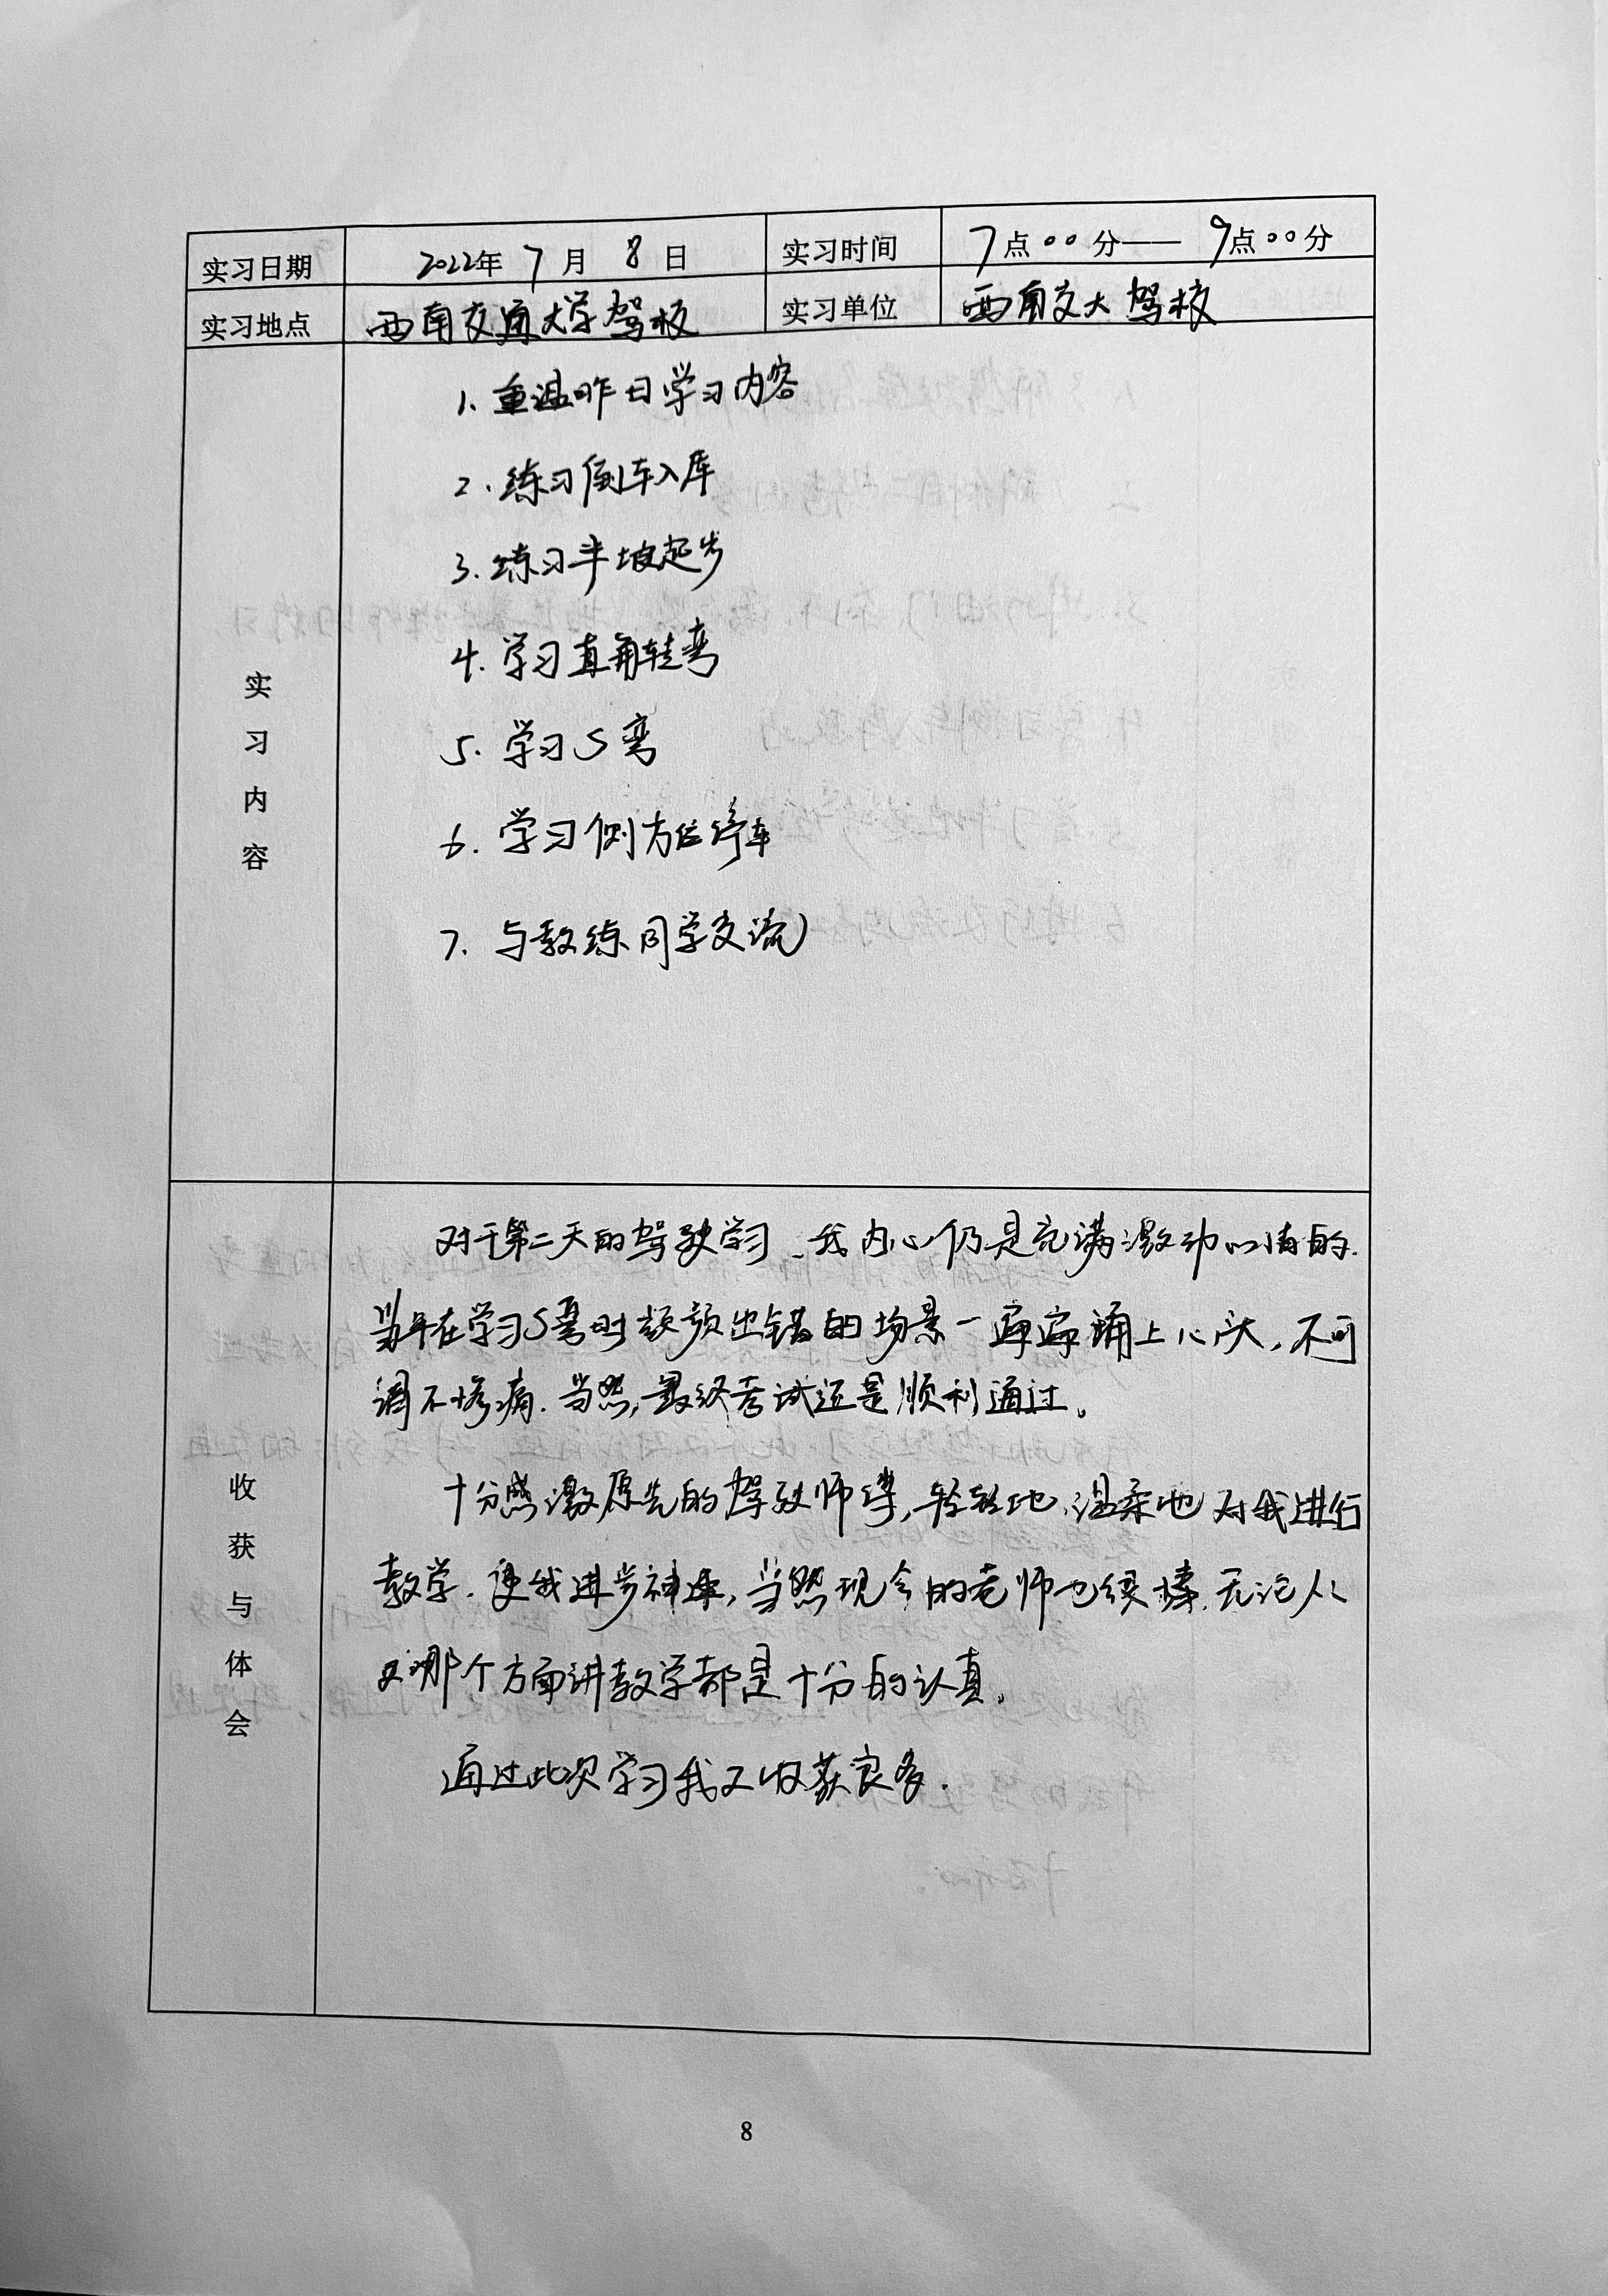 实习日期 2022年 7 月 8 日 实习时间 7点00分——9点00分
实习地点 西南交通大学驾校 实习单位 西南交大驾校
实习内容
1. 重温昨日学习内容
2. 练习倒车入库
3. 练习半坡起步
4. 学习直角转弯
5. 学习S弯
6. 学习侧方位停车
7. 与教练同学交流
收获与体会
对于第二天的驾驶学习、我内心仍是充满激动心情的.
当年在学习S弯时频频出错的场景一遍遍涌上心头,不可
谓不惨痛.当然,最终考试还是顺利通过。
十分感激原先的驾驶师傅,轻轻地、温柔地对我进行
教学.使我进步神速,当然现今的老师也很棒.无论从
哪个方面讲教学都是十分的认真。
通过此次学习我又收获良多.
8